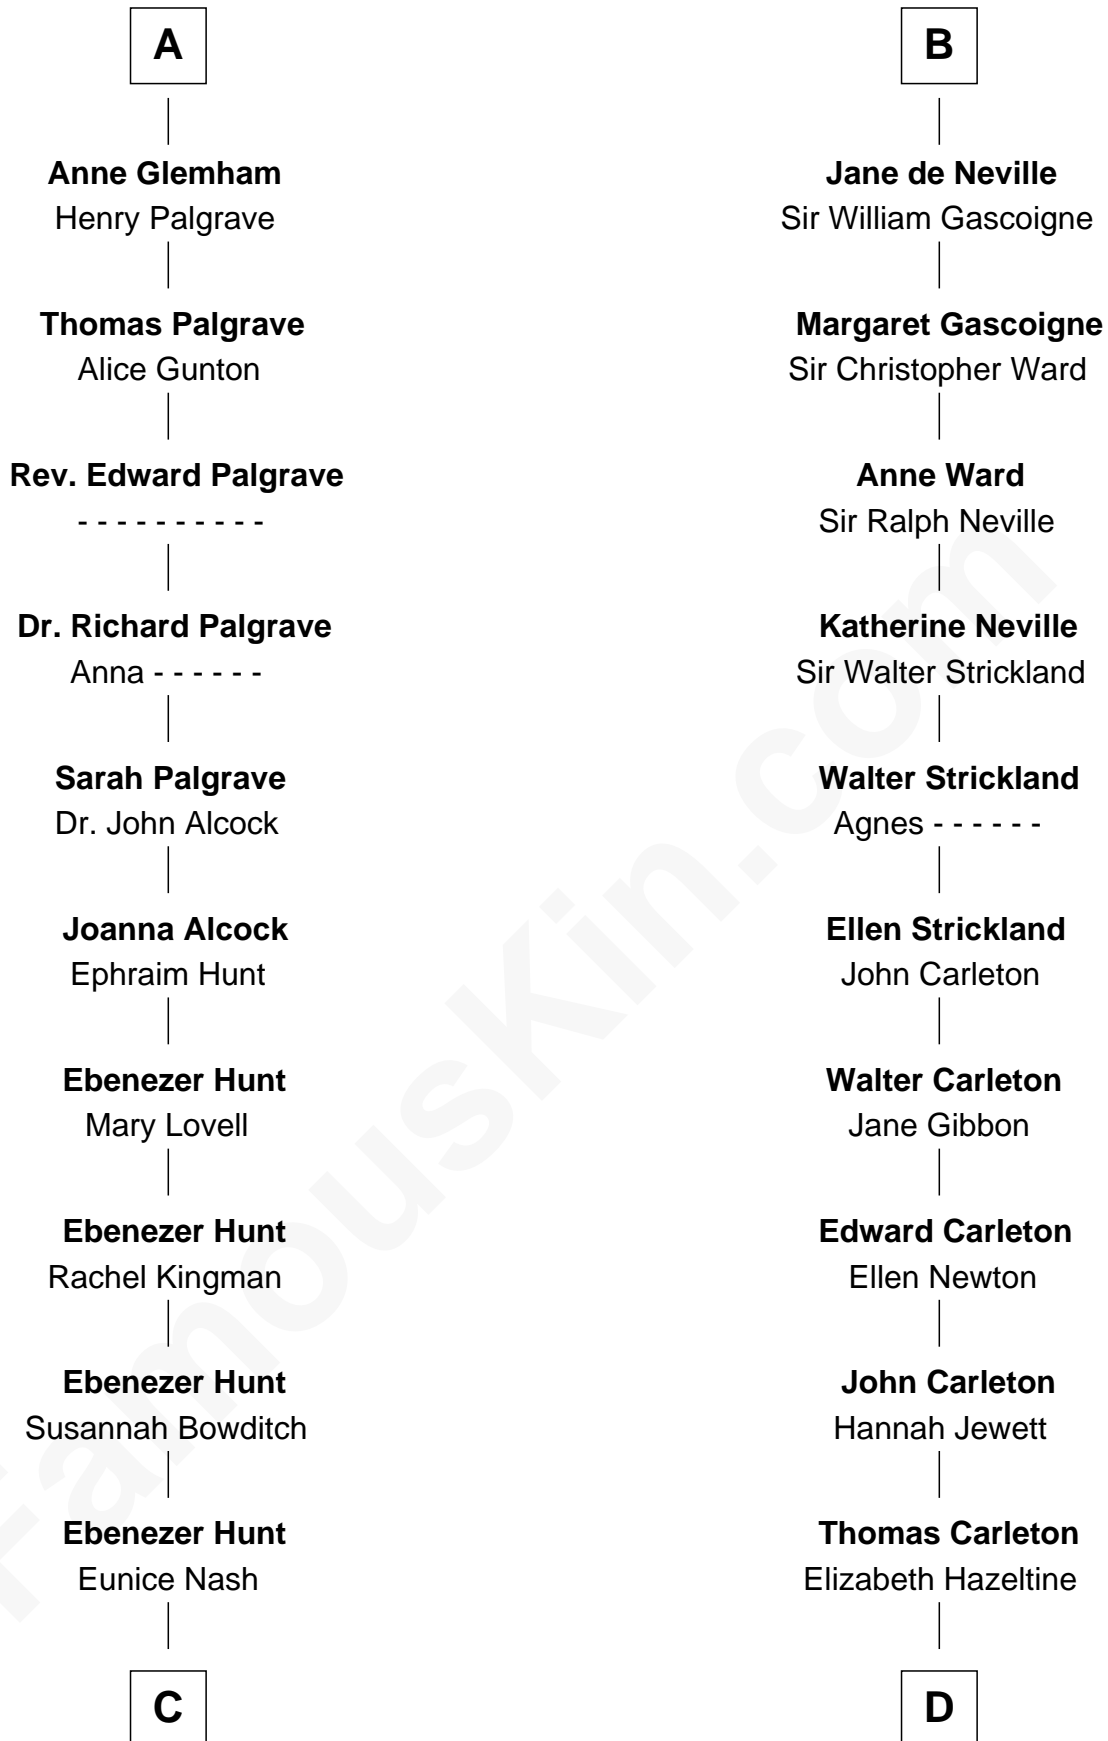 A
Anne Glemham
Henry Palgrave
Thomas Palgrave
Alice Gunton
Rev. Edward Palgrave
- - - - - - - - - -
Dr. Richard Palgrave
Anna - - - - - -
Sarah Palgrave
Dr. John Alcock
Joanna Alcock
Ephraim Hunt
Ebenezer Hunt
Mary Lovell
Ebenezer Hunt
Rachel Kingman
Ebenezer Hunt
Susannah Bowditch
Ebenezer Hunt
Eunice Nash
C
B
Jane de Neville
Sir William Gascoigne
Margaret Gascoigne
Sir Christopher Ward
Anne Ward
Sir Ralph Neville
Katherine Neville
Sir Walter Strickland
Walter Strickland
Agnes - - - - - -
Ellen Strickland
John Carleton
Walter Carleton
Jane Gibbon
Edward Carleton
Ellen Newton
John Carleton
Hannah Jewett
Thomas Carleton
Elizabeth Hazeltine
D
FamousKin.com